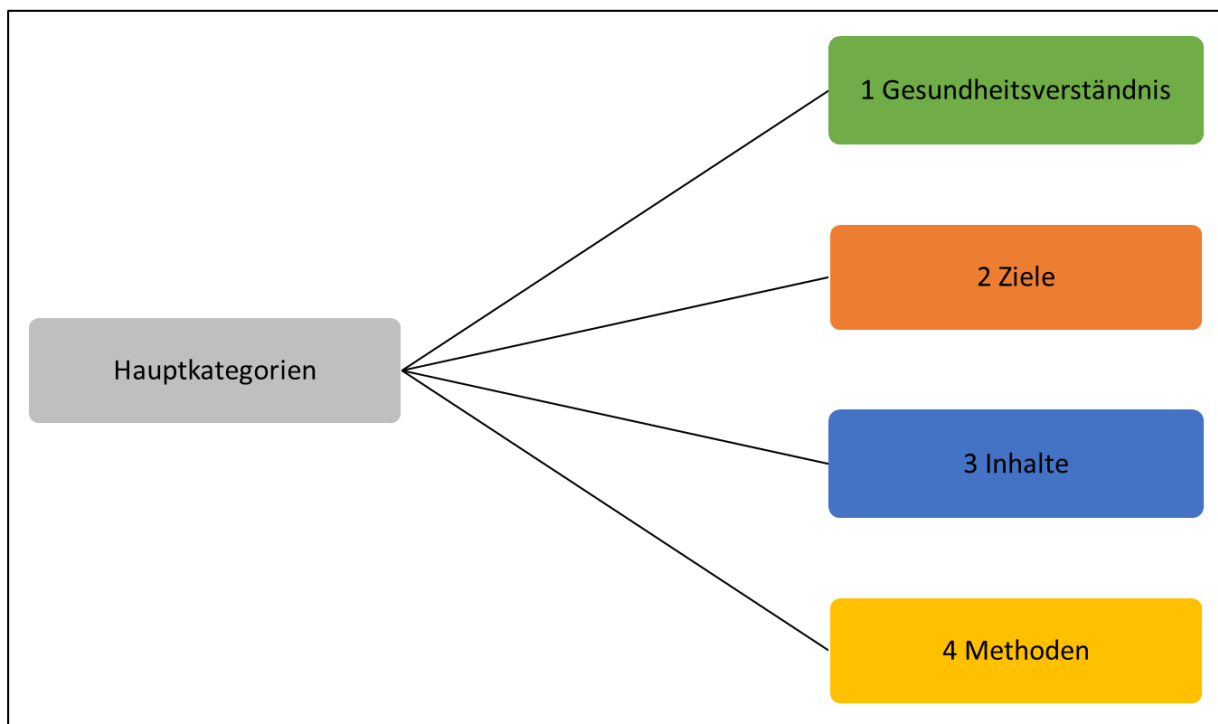 1 Gesundheitsverständnis
2 Ziele
Hauptkategorien
3 Inhalte
4 Methoden